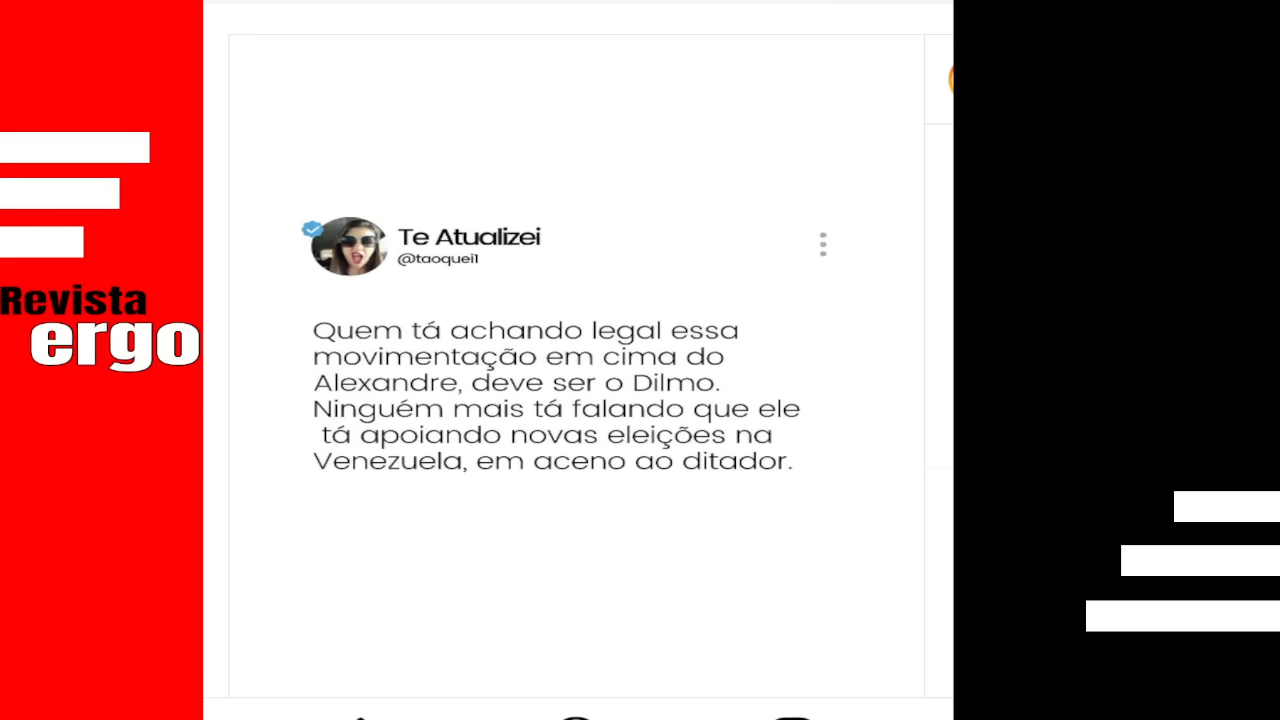 Revista
ergo
Te Atualizei
@taoquei1
Quem tá achando legal essa
movimentação em cima do
Alexandre, deve ser o Dilmo.
Ninguém mais tá falando que ele
tá apoiando novas eleições na
Venezuela, em aceno ao ditador.